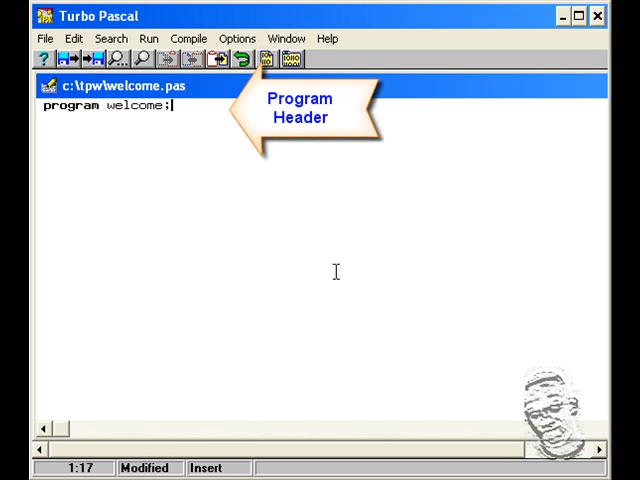 Turbo Pascal
File Edit Search Run Compile Options Window Help
c:\tpw\welcome.pas
program welcome;
Program
Header
1:17 Modified Insert